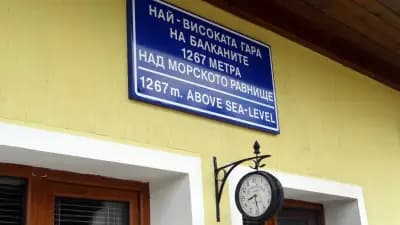 НАЙ - ВИСОКАТА ГАРА
НА БАЛКАНИТЕ
1267 МЕТРА
НАД МОРСКОТО РАВНИЩЕ
1267 m. ABOVE SEA-LEVEL